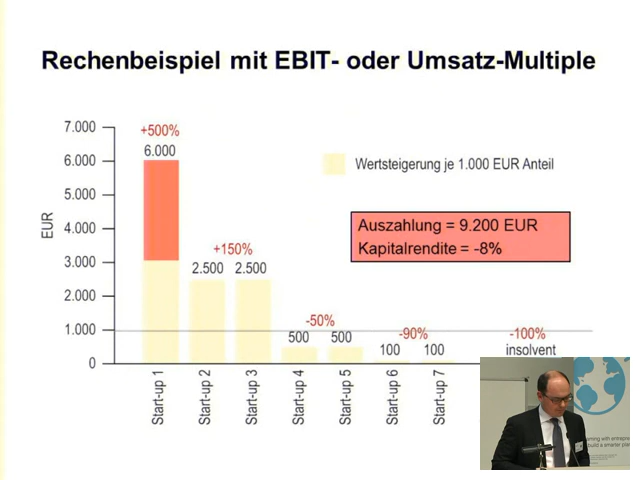 Rechenbeispiel mit EBIT- oder Umsatz-Multiple
7.000
6.000
5.000
4.000
3.000
2.000
1.000
0
EUR
+500%
6.000
+150%
2.500 2.500
-50%
500 500
-90%
100 100
-100%
insolvent
Wertsteigerung je 1.000 EUR Anteil
Auszahlung = 9.200 EUR
Kapitalrendite = -8%
Start-up 1
Start-up 2
Start-up 3
Start-up 4
Start-up 5
Start-up 6
Start-up 7
build a smarter